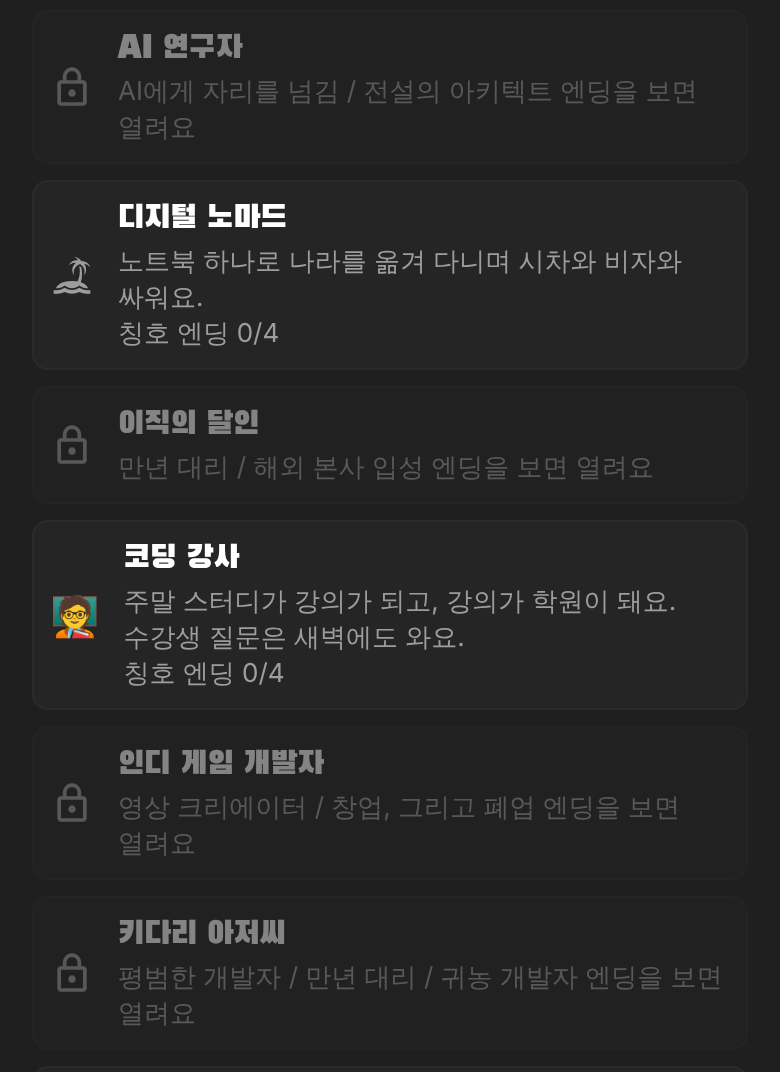 AI 연구자
AI에게 자리를 넘김 / 전설의 아키텍트 엔딩을 보면
열려요
디지털 노마드
노트북 하나로 나라를 옮겨 다니며 시차와 비자와
싸워요.
칭호 엔딩 0/4
이직의 달인
만년 대리 / 해외 본사 입성 엔딩을 보면 열려요
코딩 강사
주말 스터디가 강의가 되고, 강의가 학원이 돼요.
수강생 질문은 새벽에도 와요.
칭호 엔딩 0/4
인디 게임 개발자
영상 크리에이터 / 창업, 그리고 폐업 엔딩을 보면
열려요
키다리 아저씨
평범한 개발자 / 만년 대리 / 귀농 개발자 엔딩을 보면
열려요